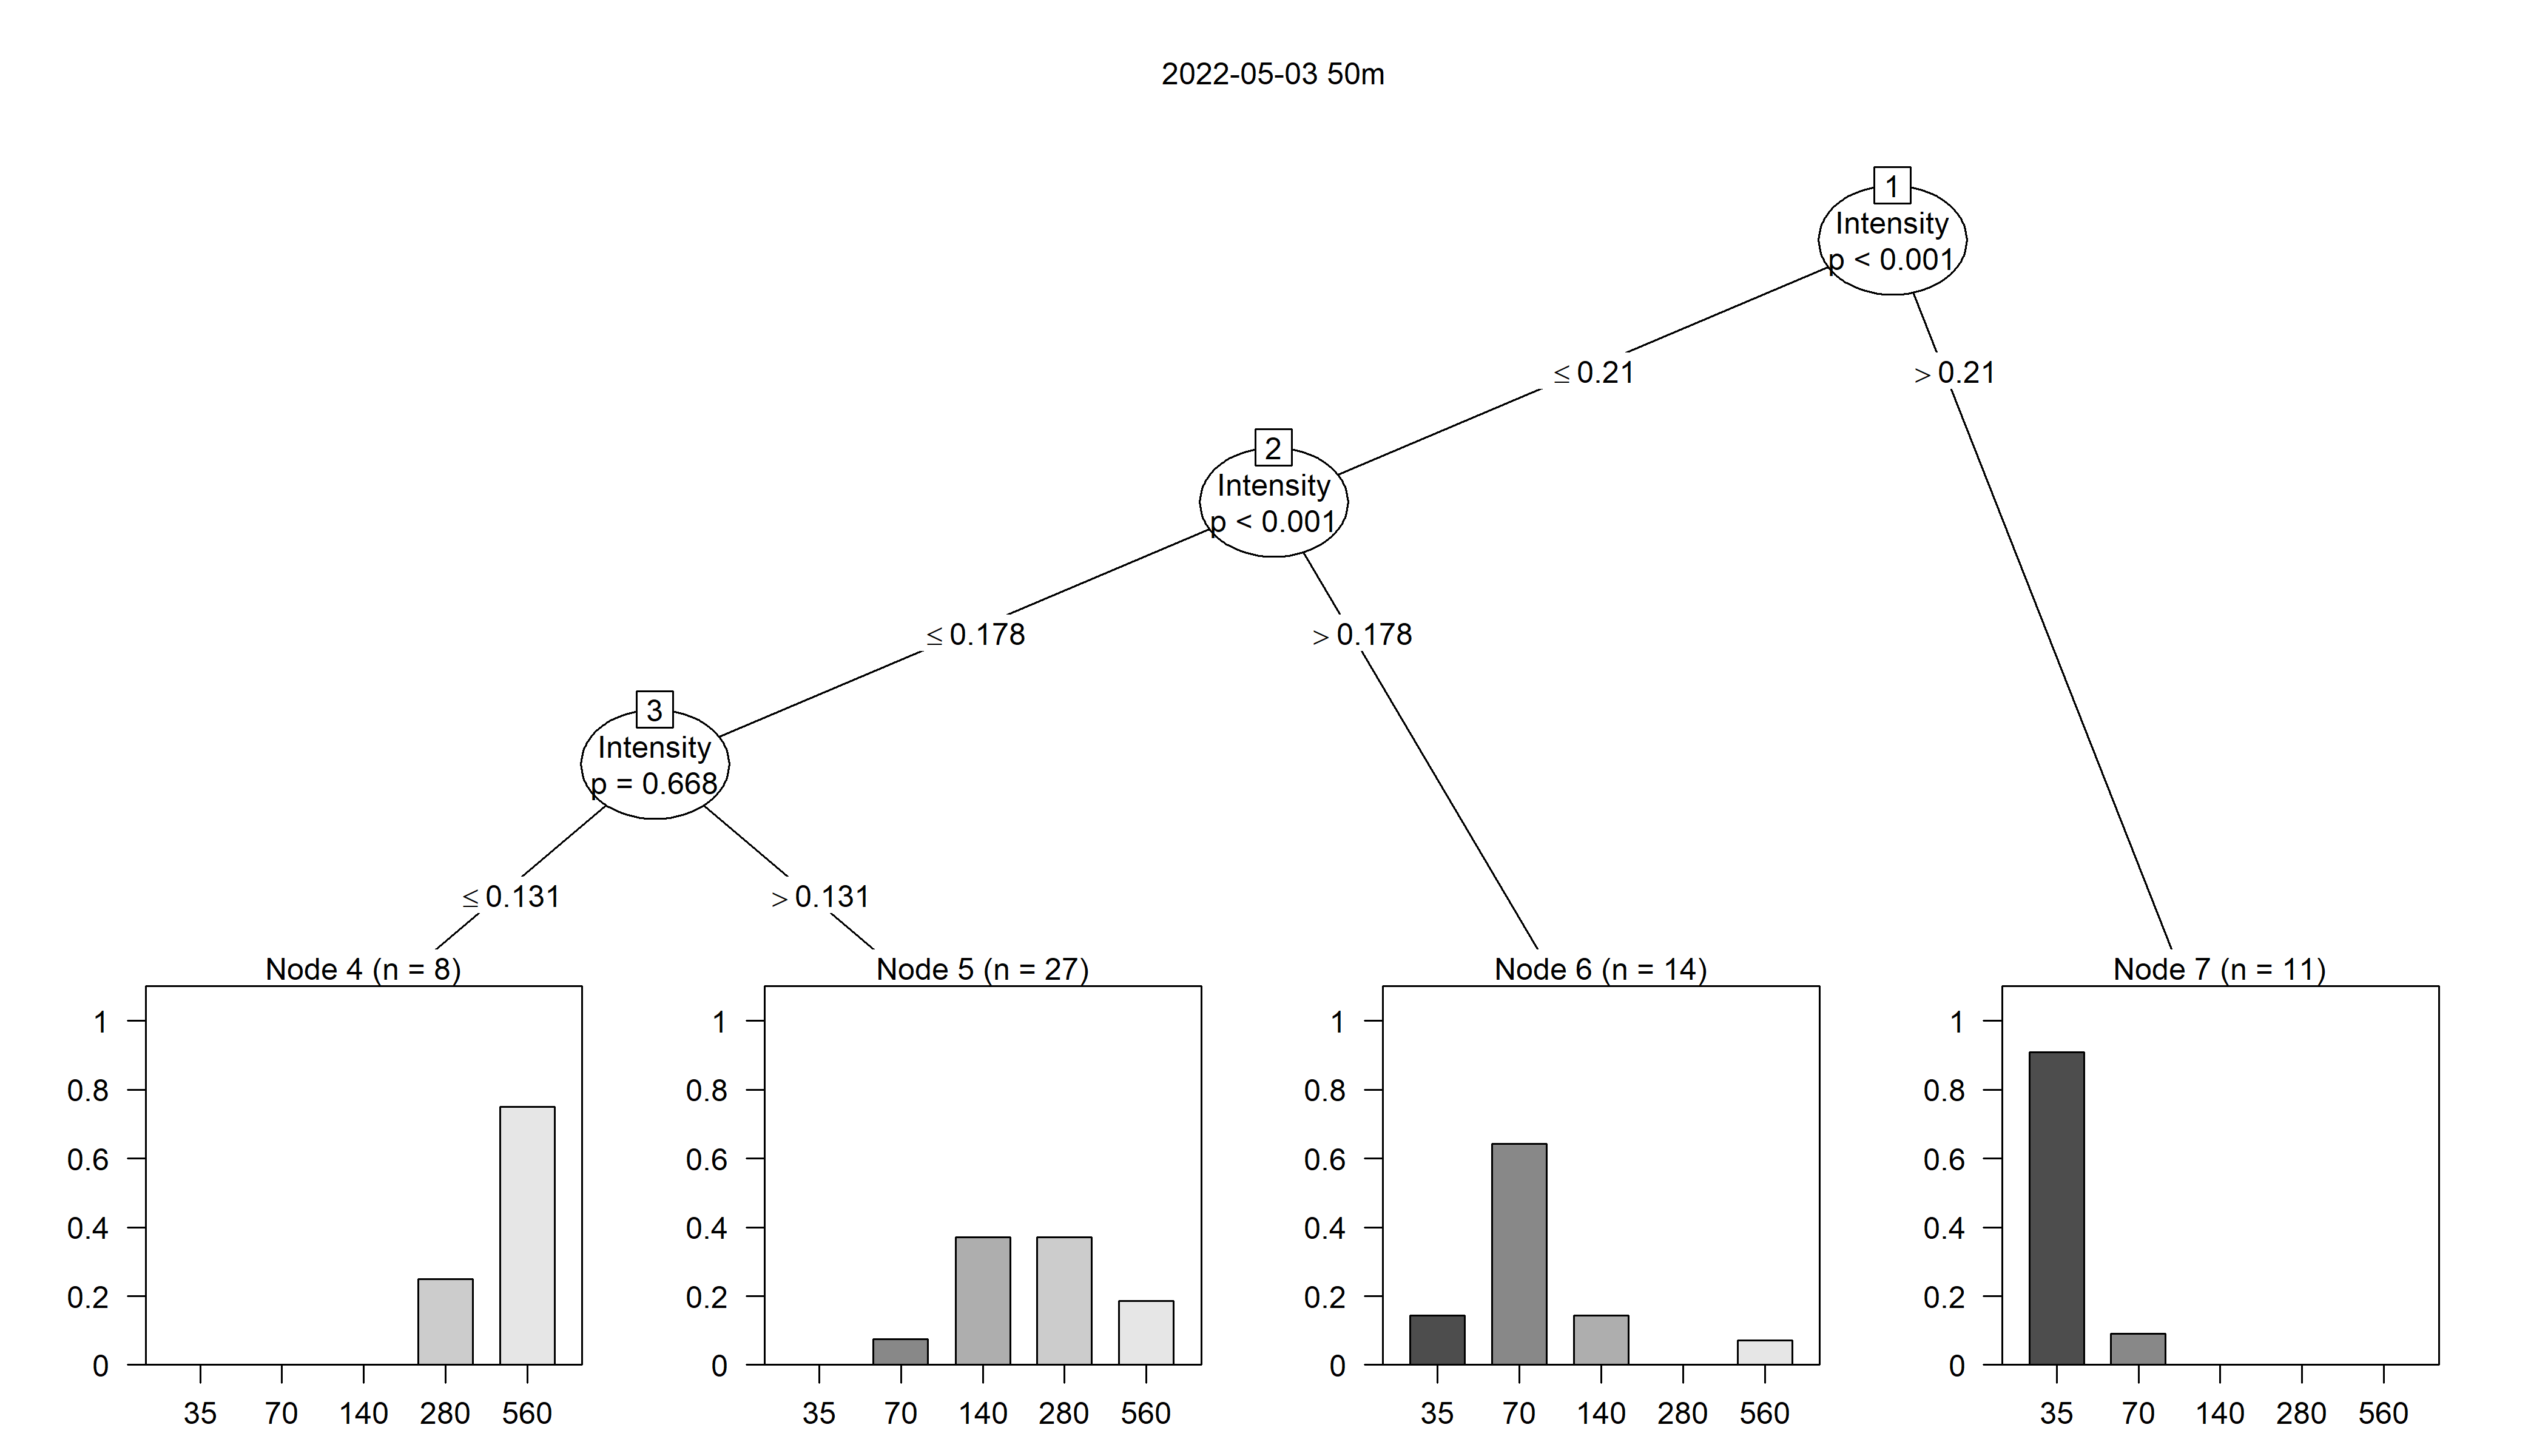 2022-05-03 50m
1
Intensity
p < 0.001
≤ 0.21
> 0.21
2
Intensity
p < 0.001
≤ 0.178
> 0.178
3
Intensity
p = 0.668
≤ 0.131
> 0.131
Node 4 (n = 8)
1
0.8
0.6
0.4
0.2
0
35 70 140 280 560
Node 5 (n = 27)
1
0.8
0.6
0.4
0.2
0
35 70 140 280 560
Node 6 (n = 14)
1
0.8
0.6
0.4
0.2
0
35 70 140 280 560
Node 7 (n = 11)
1
0.8
0.6
0.4
0.2
0
35 70 140 280 560